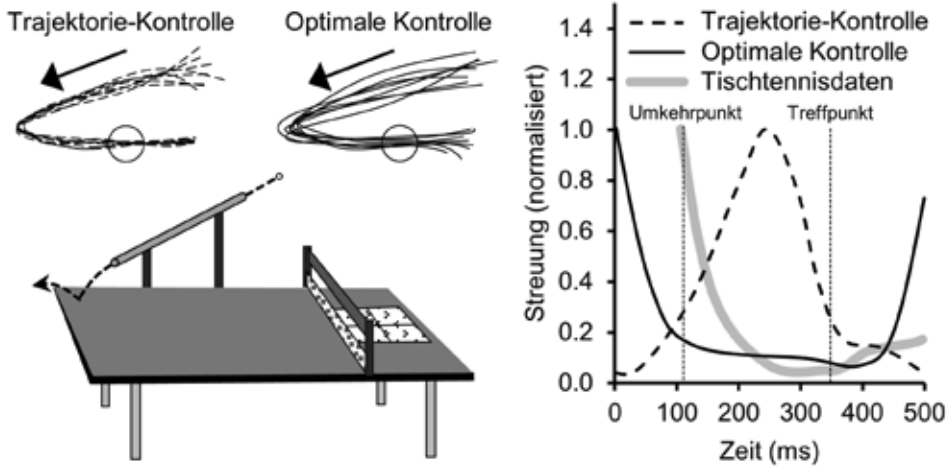 Trajektorie-Kontrolle
Optimale Kontrolle
Streuung (normalisiert)
1.4
1.2
1.0
0.8
0.6
0.4
0.2
0.0
Trajektorie-Kontrolle
Optimale Kontrolle
Tischtennisdaten
Umkehrpunkt
Treffpunkt
0
100
200
300
400
500
Zeit (ms)